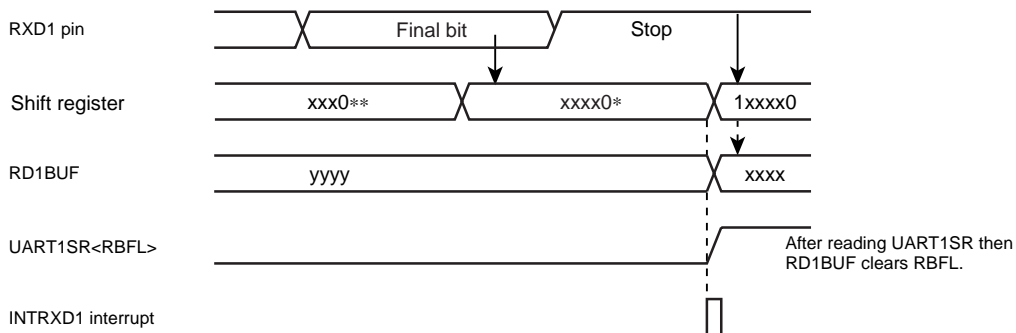 RXD1 pin
Final bit
Stop
Shift register
xxx0**
xxxx0*
1xxxx0
RD1BUF
yyyy
xxxx
UART1SR<RBFL>
After reading UART1SR then
RD1BUF clears RBFL.
INTRXD1 interrupt